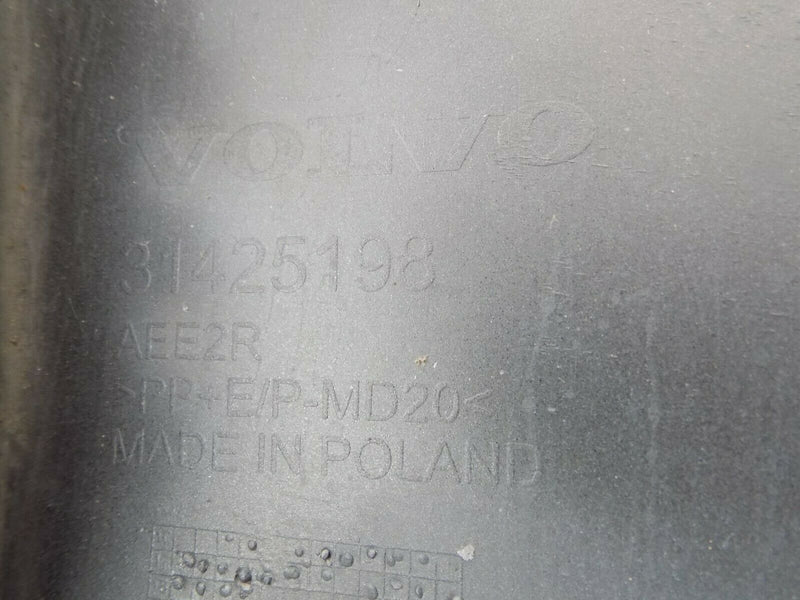 VOLVO
31425198
AEE2R
>PP+E/P-MD20<
MADE IN POLAND